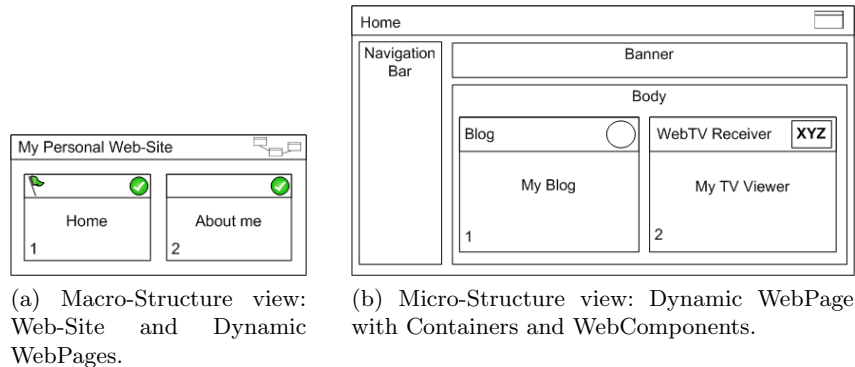 My Personal Web-Site
Home
1
About me
2
(a) Macro-Structure view:
Web-Site and Dynamic
WebPages.
Home
Navigation
Bar
Banner
Body
Blog
My Blog
1
WebTV Receiver XYZ
My TV Viewer
2
(b) Micro-Structure view: Dynamic WebPage
with Containers and WebComponents.